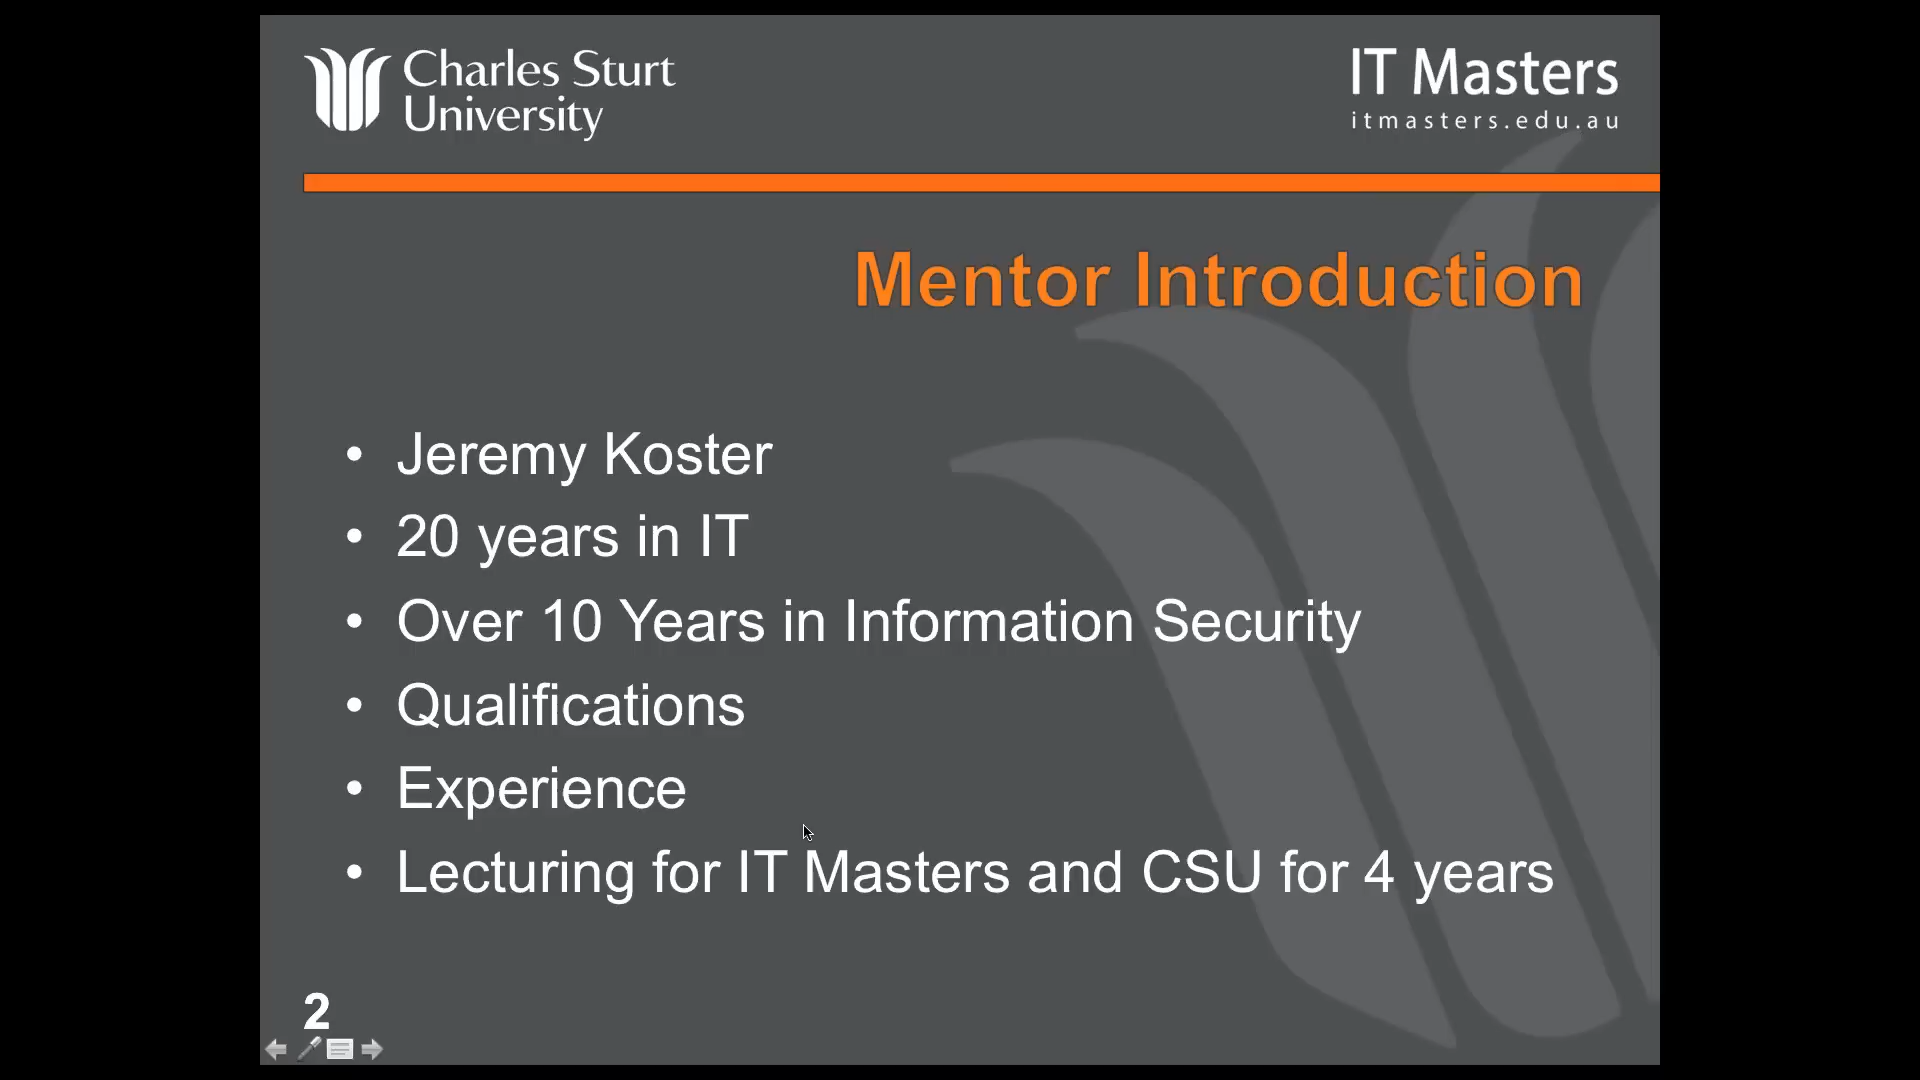 Charles Sturt
University
IT Masters
itmasters.edu.au
Mentor Introduction
• Jeremy Koster
• 20 years in IT
• Over 10 Years in Information Security
• Qualifications
• Experience
• Lecturing for IT Masters and CSU for 4 years
2